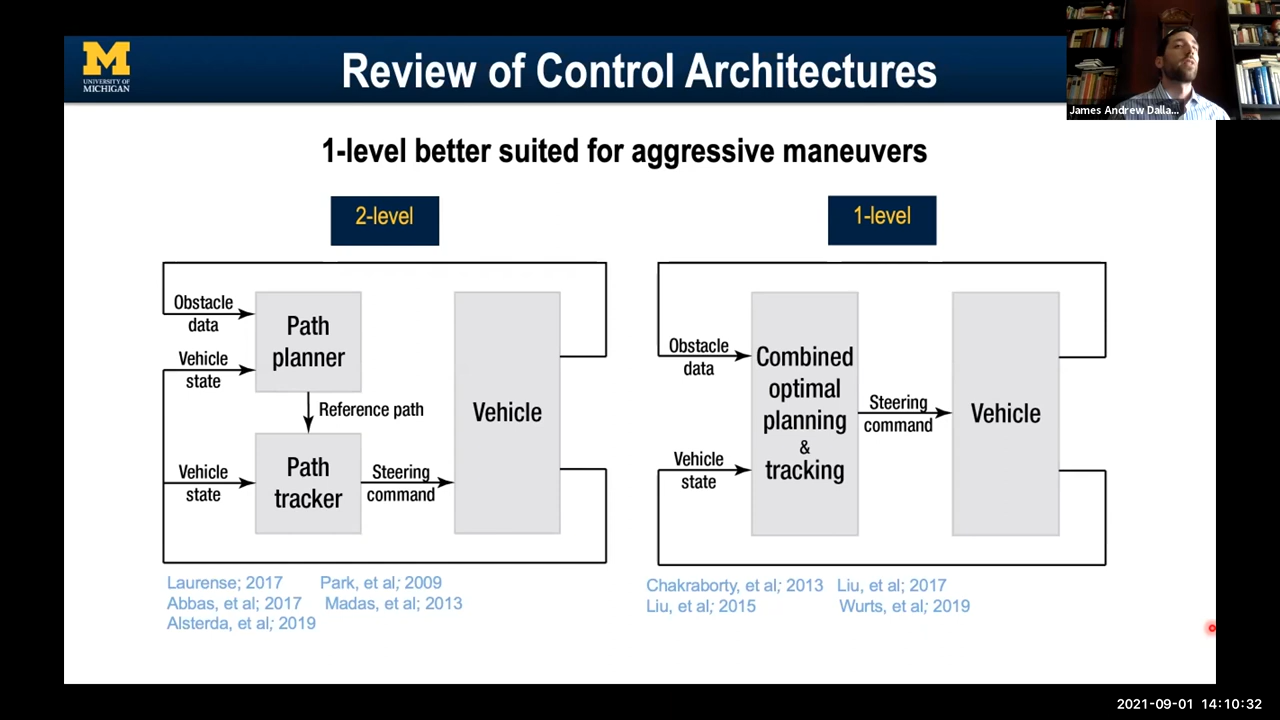 M
UNIVERSITY OF
MICHIGAN
Review of Control Architectures
James Andrew Dalla...
1-level better suited for aggressive maneuvers
2-level
Obstacle
data
Vehicle
state
Path
planner
Reference path
Vehicle
state
Path
tracker
Steering
command
Vehicle
Laurense; 2017 Park, et al; 2009
Abbas, et al; 2017 Madas, et al; 2013
Alsterda, et al; 2019
1-level
Obstacle
data
Vehicle
state
Combined
optimal
planning
&
tracking
Steering
command
Vehicle
Chakraborty, et al; 2013 Liu, et al; 2017
Liu, et al; 2015 Wurts, et al; 2019
2021-09-01 14:10:32